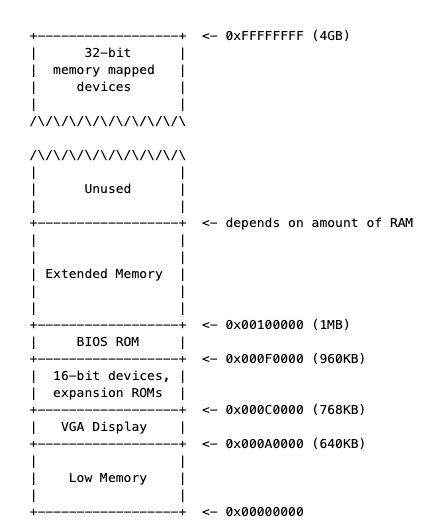 +------------------+  <- 0xFFFFFFFF (4GB)
|      32-bit      |
|  memory mapped   |
|     devices      |
|                  |
/\/\/\/\/\/\/\/\/\/\

/\/\/\/\/\/\/\/\/\/\
|                  |
|      Unused      |
|                  |
+------------------+  <- depends on amount of RAM
|                  |
|                  |
| Extended Memory  |
|                  |
|                  |
+------------------+  <- 0x00100000 (1MB)
|     BIOS ROM     |
+------------------+  <- 0x000F0000 (960KB)
|  16-bit devices, |
|  expansion ROMs  |
+------------------+  <- 0x000C0000 (768KB)
|   VGA Display    |
+------------------+  <- 0x000A0000 (640KB)
|                  |
|    Low Memory    |
|                  |
+------------------+  <- 0x00000000